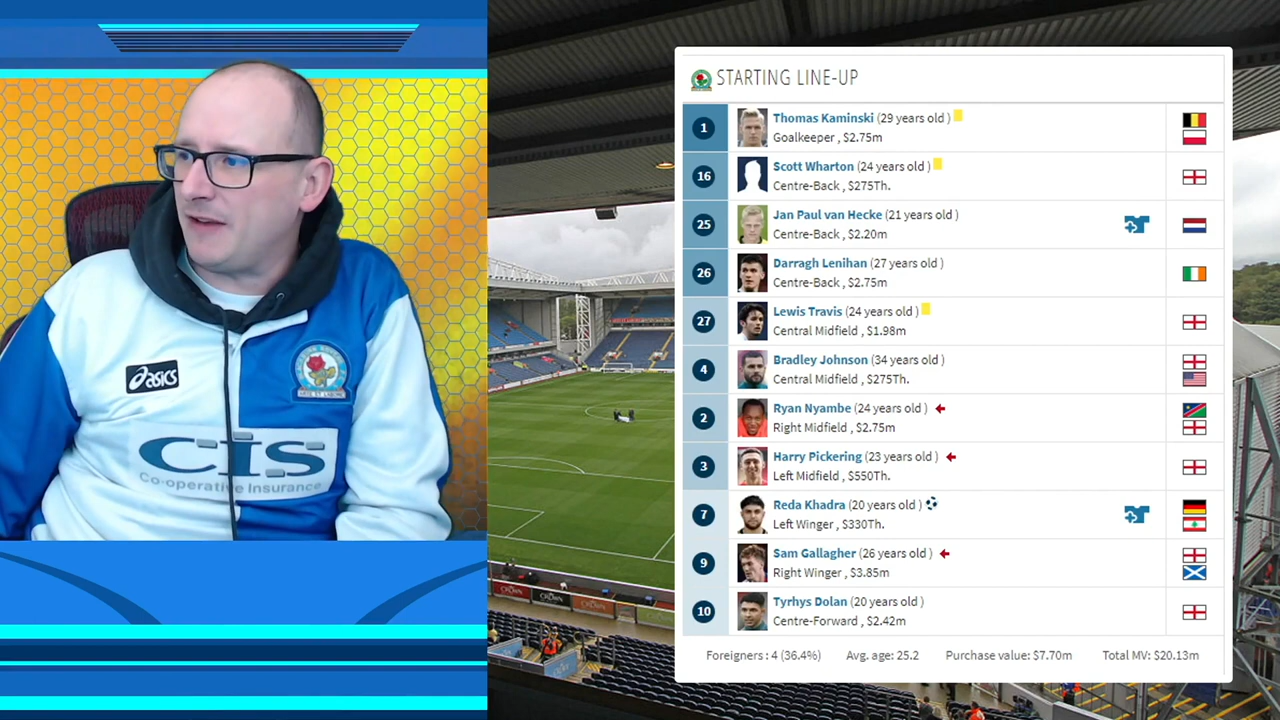 STARTING LINE-UP
1
Thomas Kaminski (29 years old )
Goalkeeper , $2.75m
16
Scott Wharton (24 years old )
Centre-Back , $275Th.
25
Jan Paul van Hecke (21 years old )
Centre-Back , $2.20m
26
Darragh Lenihan (27 years old )
Centre-Back , $2.75m
27
Lewis Travis (24 years old )
Central Midfield , $1.98m
4
Bradley Johnson (34 years old )
Central Midfield , $275Th.
2
Ryan Nyambe (24 years old )
Right Midfield , $2.75m
3
Harry Pickering (23 years old )
Left Midfield , $550Th.
7
Reda Khadra (20 years old )
Left Winger , $330Th.
9
Sam Gallagher (26 years old )
Right Winger , $3.85m
10
Tyrhys Dolan (20 years old )
Centre-Forward , $2.42m
Foreigners : 4 (36.4%) Avg. age: 25.2 Purchase value: $7.70m Total MV: $20.13m
asics
ARTE ET LABORE
CIS
Co-operative Insurance
CROWN
CROWN